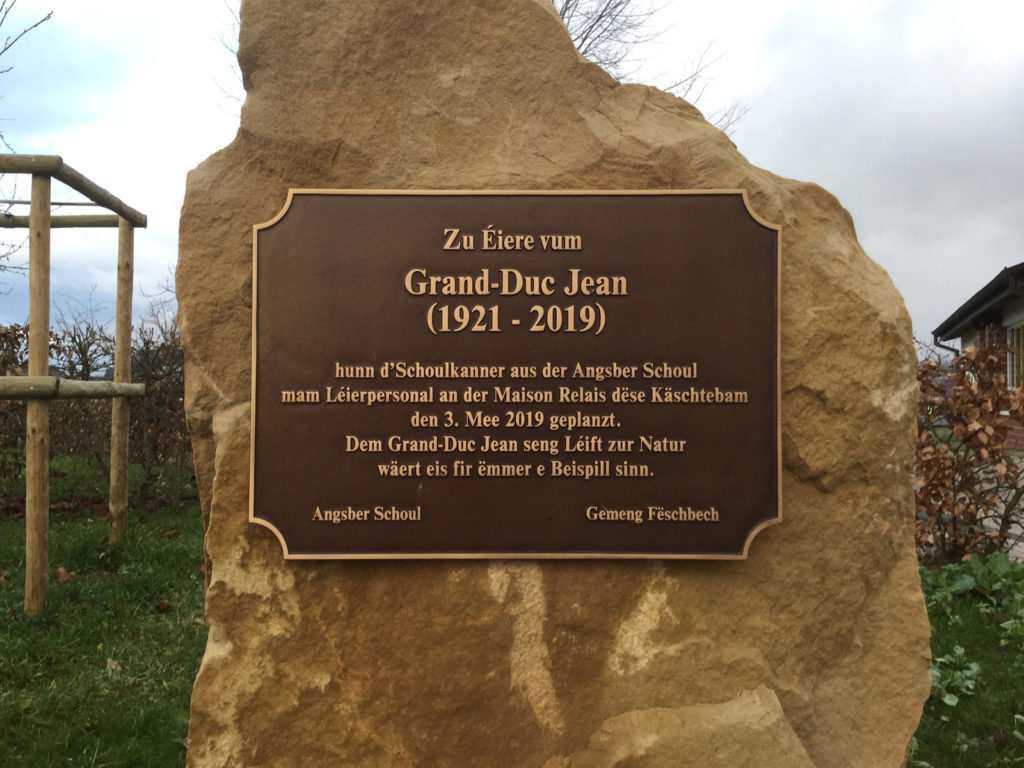 Zu Éiere vum
Grand-Duc Jean
(1921 - 2019)
hunn d'Schoulkanner aus der Angsber Schoul
mam Léierpersonal an der Maison Relais dëse Käschtebam
den 3. Mee 2019 geplanzt.
Dem Grand-Duc Jean seng Léift zur Natur
wäert eis fir ëmmer e Beispill sinn.
Angsber Schoul
Gemeng Fëschbech